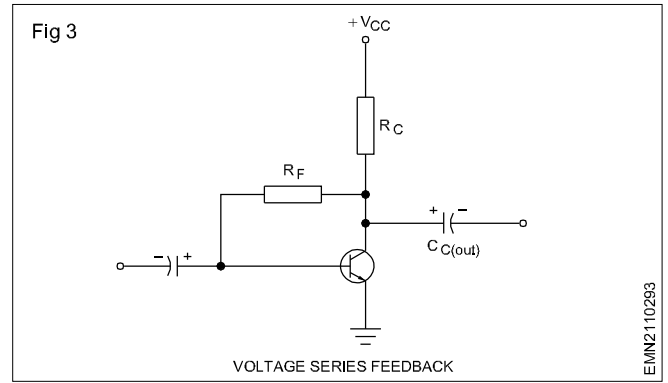 Fig 3
+VCC
RC
RF
+ -
- +
CC(out)
VOLTAGE SERIES FEEDBACK
EMN2110293